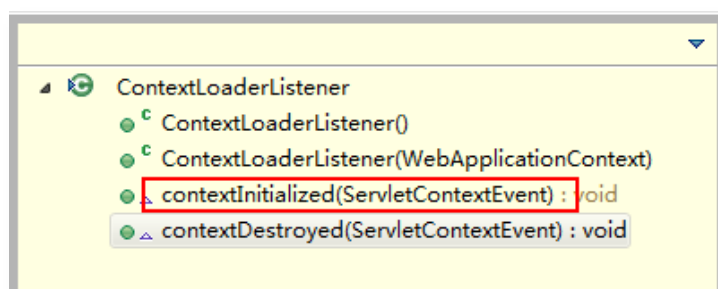 ContextLoaderListener
C ContextLoaderListener()
C ContextLoaderListener(WebApplicationContext)
contextInitialized(ServletContextEvent) : void
contextDestroyed(ServletContextEvent) : void